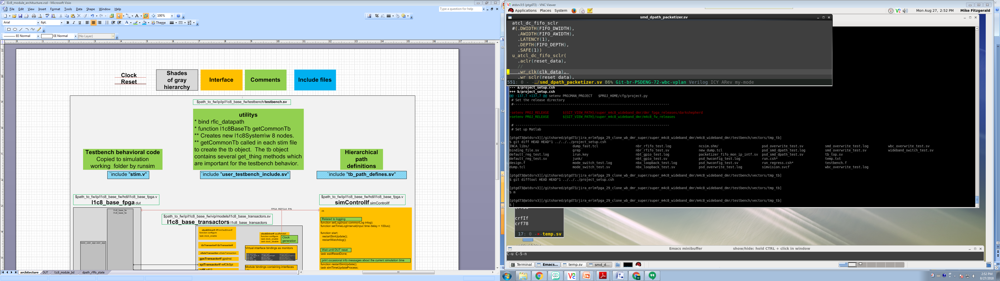 l1c8_module_architucture.vsd - Microsoft Visio
File Edit View Insert Format Tools Data Shape Window Help
Type a question for help
100%
Arial 6pt. B I U Theme
EE Normal EE Normal (No Layer)
Clock
Reset
Shades
of gray
hierarchy
Interface
Comments
Include files
$path_to_fw/ip/ip/l1c8_base_fw/testbench/testbench.sv
utilitys
* bind rfic_datapath
* function l1c8BaseTb getCommonTb
** Creates new l1c8System\w 8 nodes.
** getCommonTb called in each stim file
to create the tb object. The tb object
contains several get_thing methods which
are important for the testbench behavior.
Testbench behavioral code
Copied to simulation
working folder by runsim
Hierarchical
path
definitions
`include "stim.v"
`include "user_testbench_include.sv"
`include "tb_path_defines.sv"
$path_to_fw/ip/l1c8_base_fw/hdl/l1c8_base_fpga.v
l1c8_base_fpga dut
$path_to_fw/ip/l1c8_base_fw/hdl/l1c8_base_fpga.v
simControlIf simControlIf
l1c8_base_fw
l1c8_base_fw
FPGA_REFCLK_P/N
$path_to_fw/ip/l1c8_base_fw/vip/models/l1c8_base_transactors.sv
l1c8_base_transactors l1c8_base_transactors
clk
Related to logging
function setLog(input commonLog inlog);
function setTimeLogInterval(input time delay = 100us);
function start;
restartSimUpdate();
restartWatchdog();
Wait until DUT reset
task waitResetDone;
print occasional info messages about the current simulation time
function restartSimUpdate();
task simTimeUpdateProcess;
clockDriverIf rfPrimOscDriverIf
function configure
task clock_enable
i2cTransactorIf i2cTransactorIf
eSateTransaction eSateTransaction
gpsTransactorIf gpsInst
spiTransactorIf refClkSpi
crfIf crf12
function configure
task clock_enable
task clock_disable
Clock
generation
Virtual interface bindings as monitors
Module bindings containing interfaces
base_user_app user_app
architecture DUT l1c8_module_bd dpath_rfifo_state
atdsrv3:5 (ptgd73) - VNC Viewer
Applications Places System
Mon Aug 27, 2:52 PM Mike Fitzgerald
smd_dpath_packetizer.sv
atcl_dc_fifo_sclr
#(.DWIDTH(FIFO_DWIDTH),
.AWIDTH(FIFO_AWIDTH),
.LATENCY(1),
.DEPTH(FIFO_DEPTH),
.SAFE(1))
u_atcl_dc_fifo_sclr(
.aclr(reset_data),
//
.wr_clk(clk_data),
.wr_sclr(reset_data),
551: 0 - -…/smd_dpath_packetizer.sv 86% Git-br-PSDENG-72-wbc-vplan Verilog ICY ARev my-mode
--- a/project_setup.csh
+++ b/project_setup.csh
@@ -137,7 +137,7 @@ setenv PROJMAN_PROJECT $PROJ_HOME/cfg/project.py
# Set the release directory
#-----------------------------------------------------------------------------------
-setenv PROJ_RELEASE ${GIT_VIEW_PATH}/super_m4c8_wideband_dmr/dmr_fpga_releases/darkshepherd
+setenv PROJ_RELEASE ${GIT_VIEW_PATH}/super_m4c8_wideband_dmr/m4c8_fw_releases
# ----------------------------------------------------------------------------------
# Set up Matlab
[ptgd73@atdsrv3][/gitshared/ptgd73/jira_erlmfpga_29_clone_wb_dmr_super/super_m4c8_wideband_dmr/m4c8_wideband_dmr/testbench/vectors/tmp_tb]
$ git diff HEAD HEAD^1 ../../../project_setup.csh
INCA_libs/ dump_fast.tcl nbr_rfifo_test.log ncsim.shm/ psd_overwrite_test.sv smd_overwrite_test.log wbc_overwrite_test.sv
binding_file.sv grep nbr_rfifo_test.sv new_dump.tcl psd_smd_dpath_test.log smd_overwrite_test.sv wideband_switch_test.sv
default_reg_test.log irun.key nbt_gpio_test.log packetizer_fifo_mon_ip_intf.sv psd_smd_dpath_test.sv tb_top.sv
default_reg_test.sv junk/ nbt_gpio_test.sv psd_hwconfig_test.log run.csh* temp.txt
design.f mode_switch_test.log nbx_loopback_test.log psd_hwconfig_test.sv run_regress.csh* testbench.f
dump.tcl mode_switch_test.sv nbx_loopback_test.sv psd_overwrite_test.log simvision.svcf wbc_overwrite_test.log
[ptgd73@atdsrv3][/gitshared/ptgd73/jira_erlmfpga_29_clone_wb_dmr_super/super_m4c8_wideband_dmr/m4c8_wideband_dmr/testbench/vectors/tmp_tb]
$ git difftool HEAD HEAD^1 ../../../project_setup.csh
[ptgd73@atdsrv3][/gitshared/ptgd73/jira_erlmfpga_29_clone_wb_dmr_super/super_m4c8_wideband_dmr/m4c8_wideband_dmr/testbench/vectors/tmp_tb]
$ m
[ptgd73@atdsrv3][/gitshared/ptgd73/jira_erlmfpga_29_clone_wb_dmr_super/super_m4c8_wideband_dmr/m4c8_wideband_dmr/testbench/vectors/tmp_tb]
$
crfIf
crf78
17: 0 -×-temp.sv
Emacs minibuffer show/hide: hold CTRL + click in window
C-u C-S-n
Terminal Emacs... temp.sv smd_d...
2:52 PM
8/27/2018